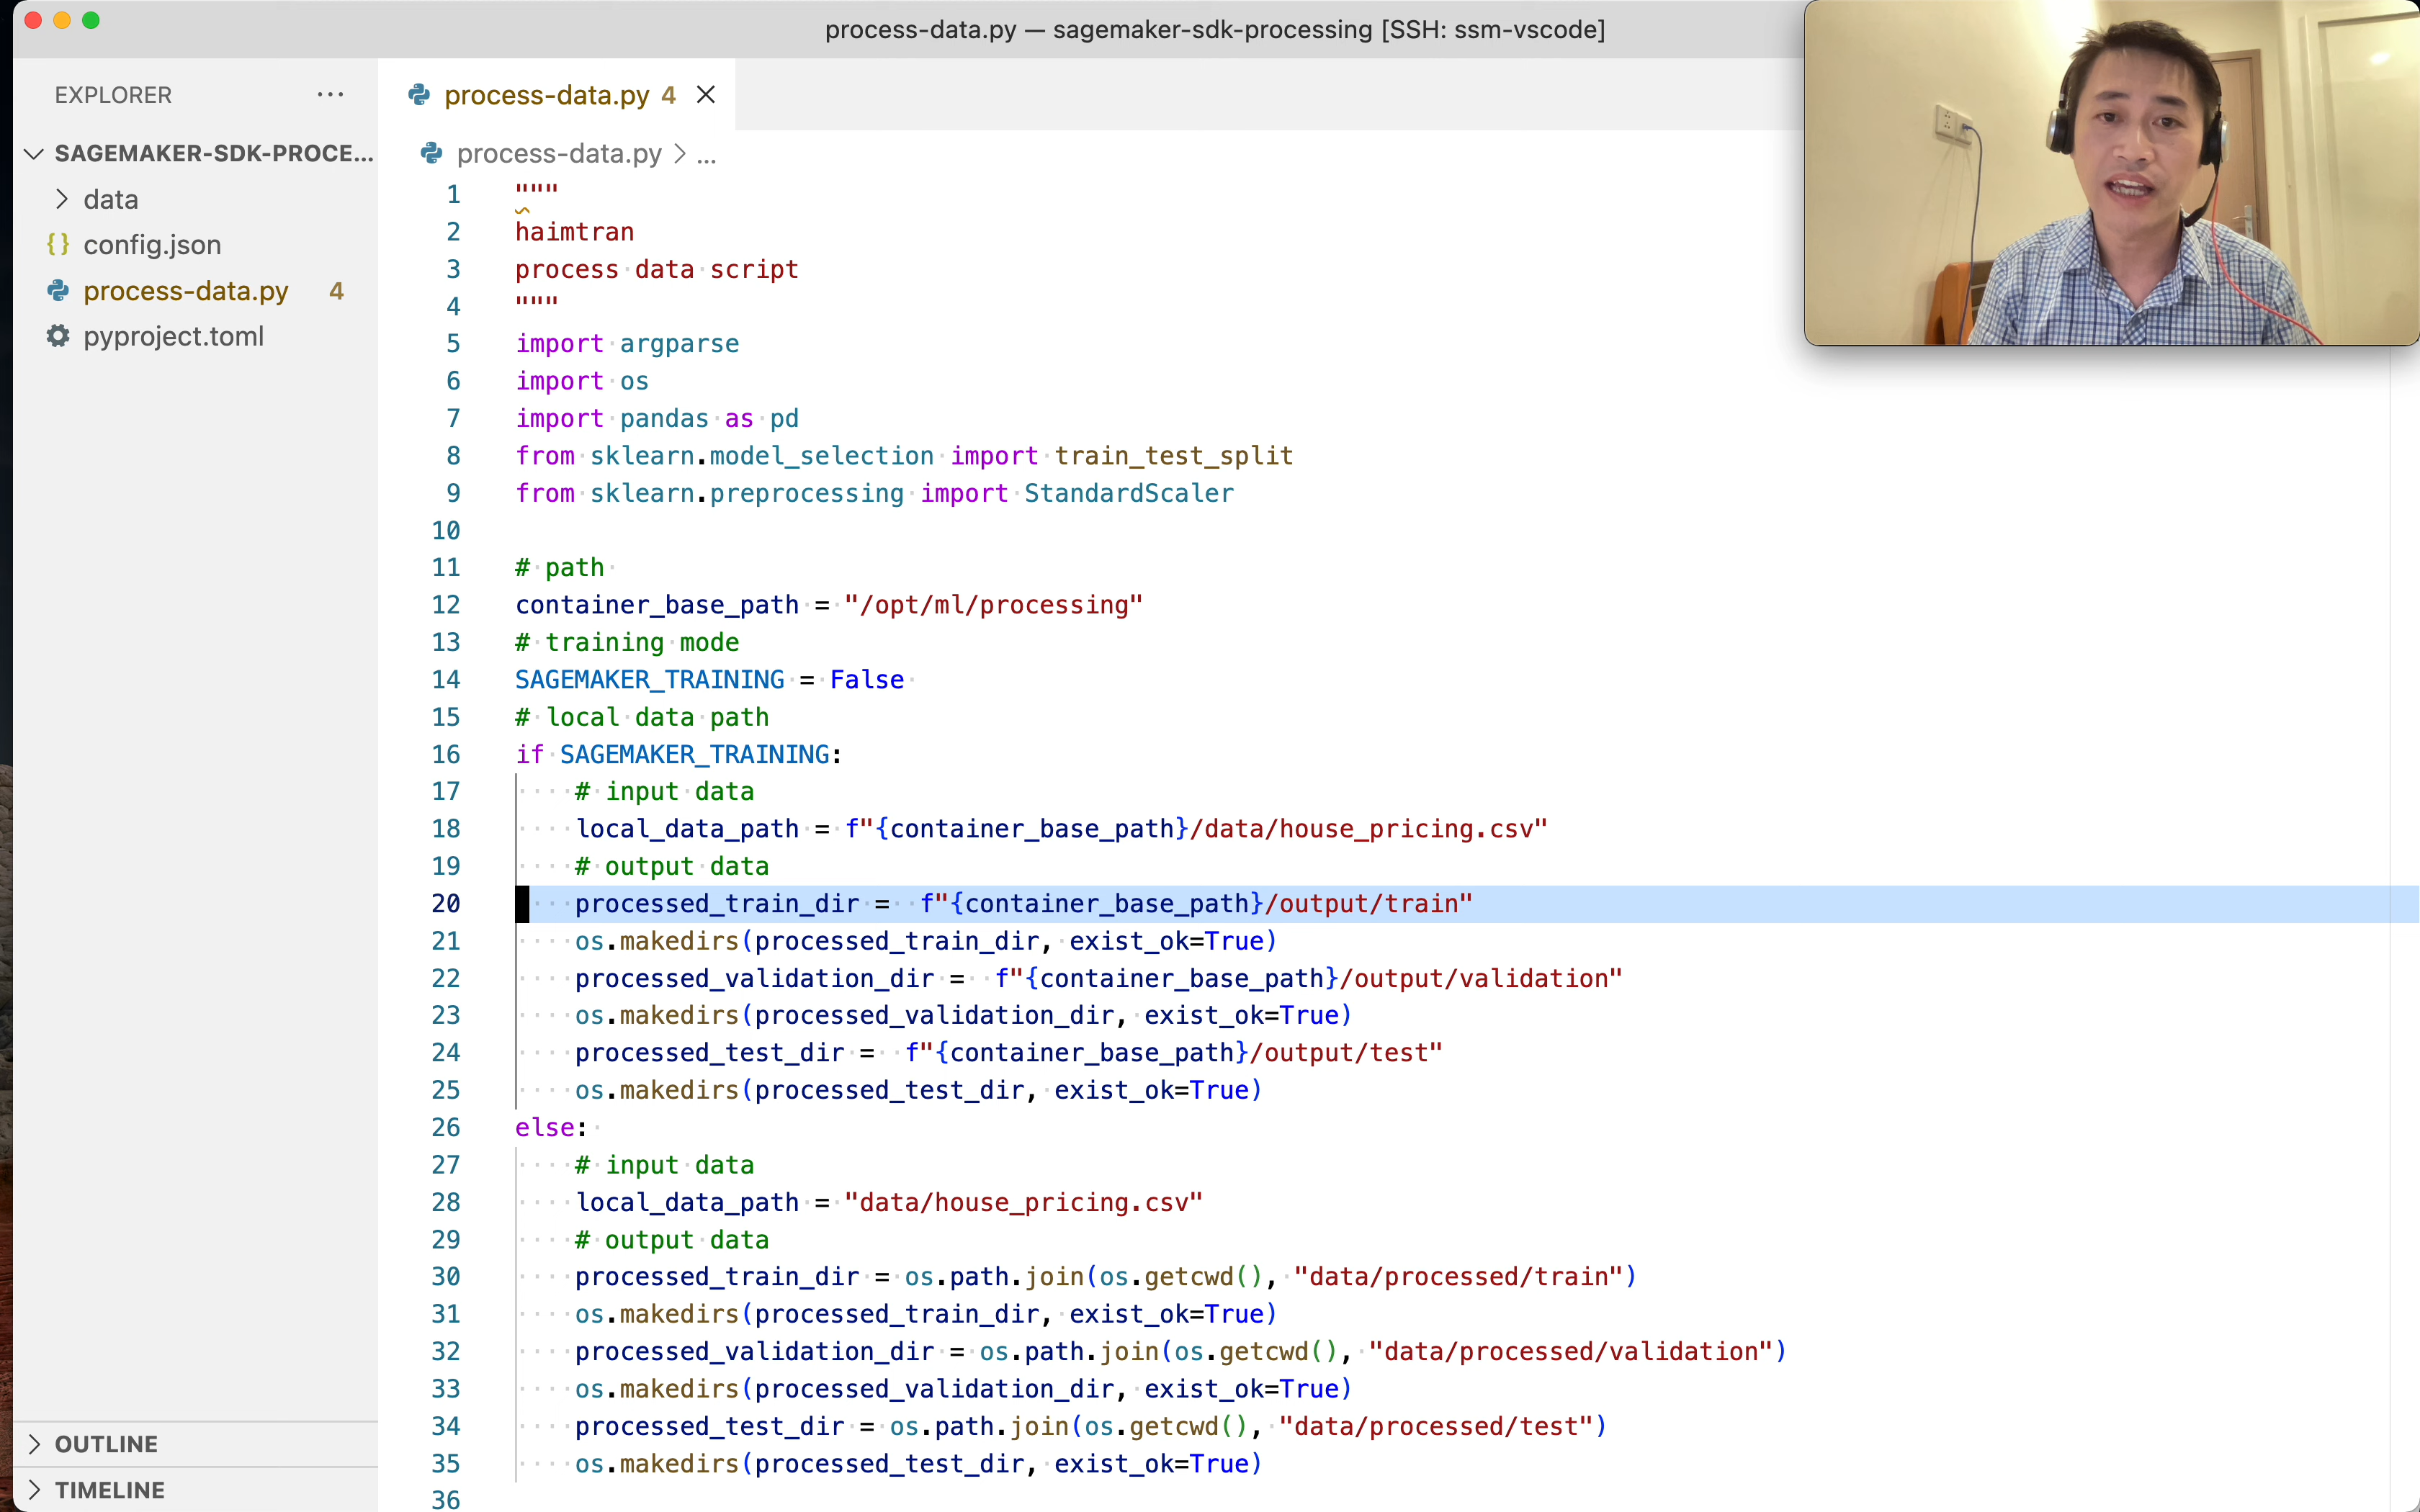 process-data.py — sagemaker-sdk-processing [SSH: ssm-vscode]
EXPLORER ...
SAGEMAKER-SDK-PROCE...
data
config.json
process-data.py 4
pyproject.toml
OUTLINE
TIMELINE
process-data.py 4
process-data.py > ...
1 """
2 haimtran
3 process data script
4 """
5 import argparse
6 import os
7 import pandas as pd
8 from sklearn.model_selection import train_test_split
9 from sklearn.preprocessing import StandardScaler
10
11 # path
12 container_base_path = "/opt/ml/processing"
13 # training mode
14 SAGEMAKER_TRAINING = False
15 # local data path
16 if SAGEMAKER_TRAINING:
17     # input data
18     local_data_path = f"{container_base_path}/data/house_pricing.csv"
19     # output data
20     processed_train_dir =  f"{container_base_path}/output/train"
21     os.makedirs(processed_train_dir, exist_ok=True)
22     processed_validation_dir =  f"{container_base_path}/output/validation"
23     os.makedirs(processed_validation_dir, exist_ok=True)
24     processed_test_dir =  f"{container_base_path}/output/test"
25     os.makedirs(processed_test_dir, exist_ok=True)
26 else:
27     # input data
28     local_data_path = "data/house_pricing.csv"
29     # output data
30     processed_train_dir = os.path.join(os.getcwd(), "data/processed/train")
31     os.makedirs(processed_train_dir, exist_ok=True)
32     processed_validation_dir = os.path.join(os.getcwd(), "data/processed/validation")
33     os.makedirs(processed_validation_dir, exist_ok=True)
34     processed_test_dir = os.path.join(os.getcwd(), "data/processed/test")
35     os.makedirs(processed_test_dir, exist_ok=True)
36